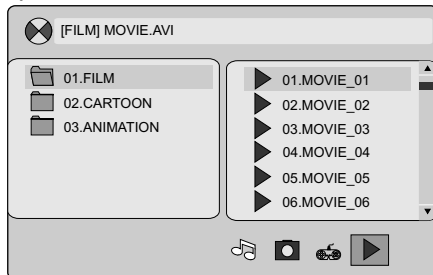 [FILM] MOVIE.AVI
01.FILM
02.CARTOON
03.ANIMATION
01.MOVIE_01
02.MOVIE_02
03.MOVIE_03
04.MOVIE_04
05.MOVIE_05
06.MOVIE_06